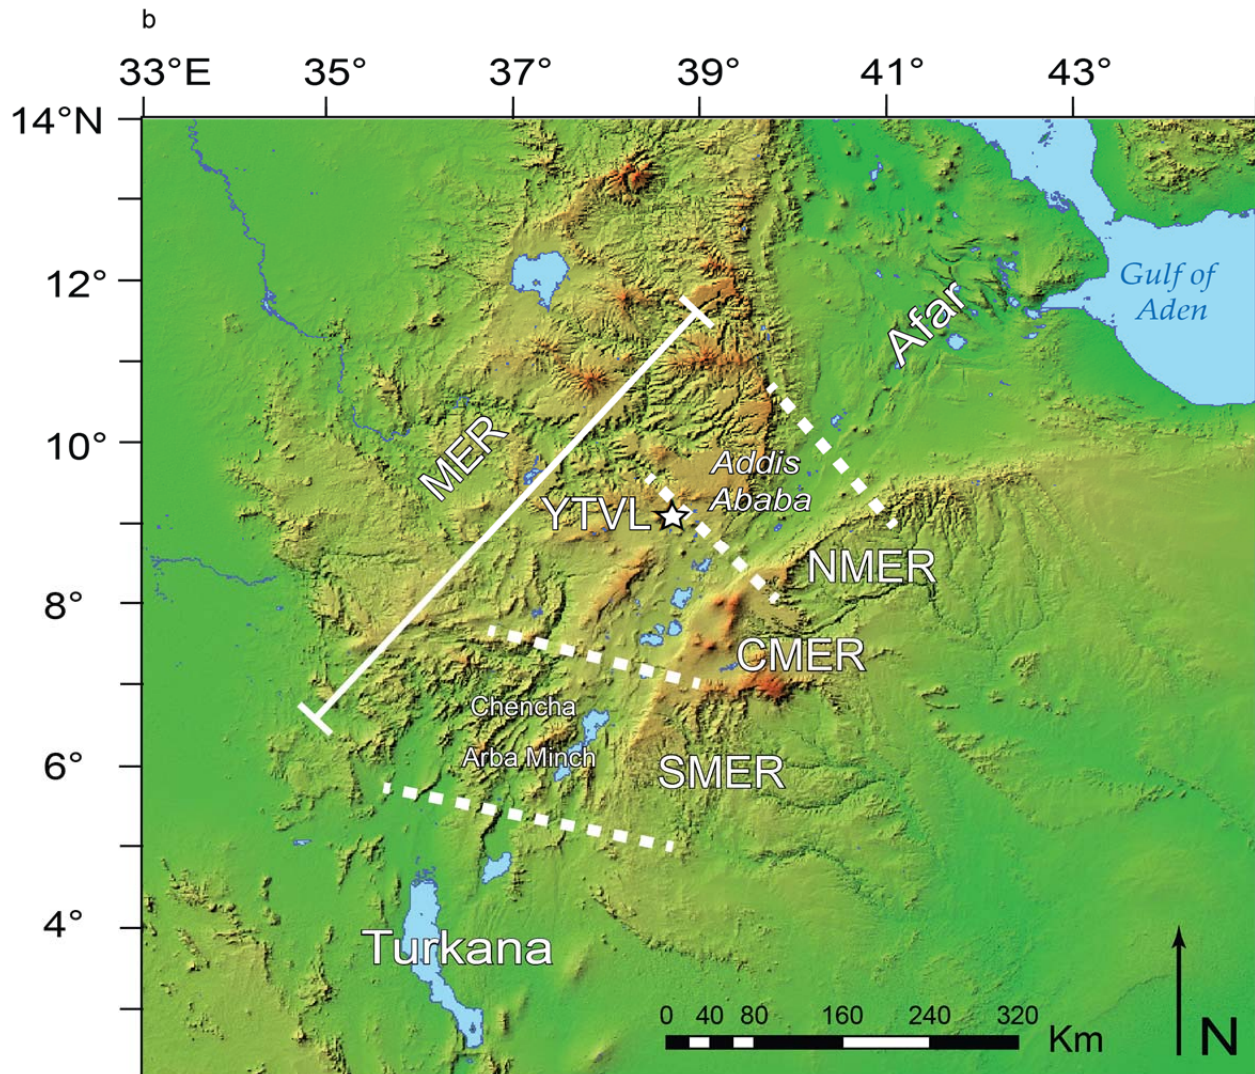 b
33°E 35° 37° 39° 41° 43°
14°N
12°
10°
8°
6°
4°
Gulf of
Aden
Afar
MER
Addis
Ababa
YTVL
NMER
CMER
Chencha
Arba Minch
SMER
Turkana
0 40 80 160 240 320
Km
N